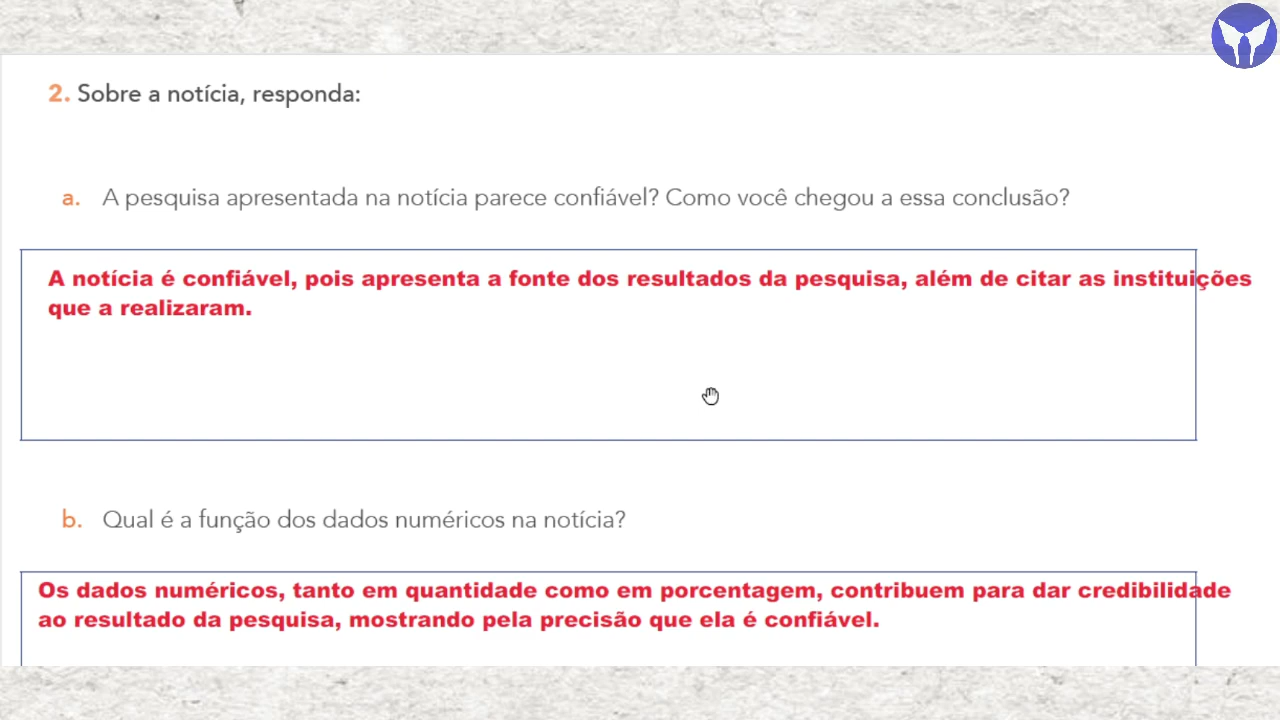 2. Sobre a notícia, responda:
a. A pesquisa apresentada na notícia parece confiável? Como você chegou a essa conclusão?
A notícia é confiável, pois apresenta a fonte dos resultados da pesquisa, além de citar as instituições
que a realizaram.
b. Qual é a função dos dados numéricos na notícia?
Os dados numéricos, tanto em quantidade como em porcentagem, contribuem para dar credibilidade
ao resultado da pesquisa, mostrando pela precisão que ela é confiável.